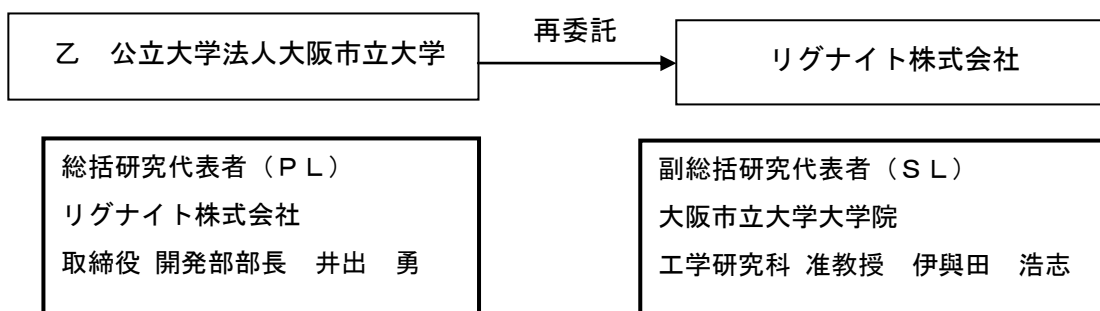 乙　公立大学法人大阪市立大学
再委託
リグナイト株式会社
総括研究代表者（ＰＬ）
リグナイト株式会社
取締役 開発部部長　井出　勇
副総括研究代表者（ＳＬ）
大阪市立大学大学院
工学研究科 准教授　伊與田　浩志